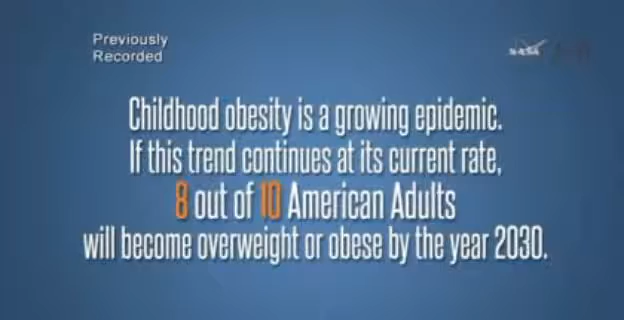 Previously
Recorded
NASA
Childhood obesity is a growing epidemic.
If this trend continues at its current rate,
8 out of 10 American Adults
will become overweight or obese by the year 2030.